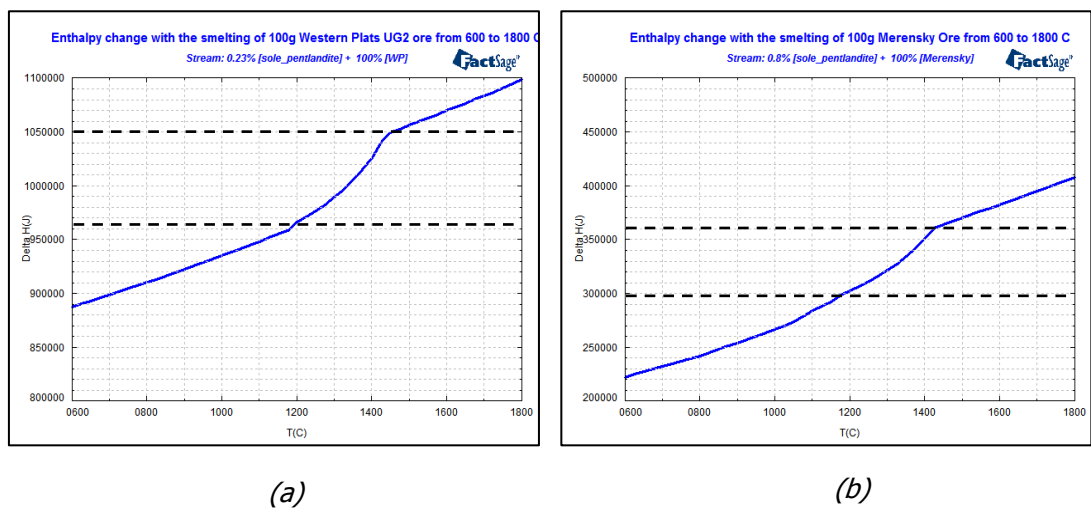 Enthalpy change with the smelting of 100g Western Plats UG2 ore from 600 to 1800 C
Stream: 0.23% [sole_pentlandite] + 100% [WP]
FactSage™
1100000
1050000
1000000
950000
900000
850000
800000
Delta H(J)
0600 800 1000 1200 1400 1600 1800
T(C)
(a)
Enthalpy change with the smelting of 100g Merensky Ore from 600 to 1800 C
Stream: 0.8% [sole_pentlandite] + 100% [Merensky]
FactSage™
500000
450000
400000
350000
300000
250000
200000
Delta H(J)
0600 0800 1000 1200 1400 1600 1800
T(C)
(b)